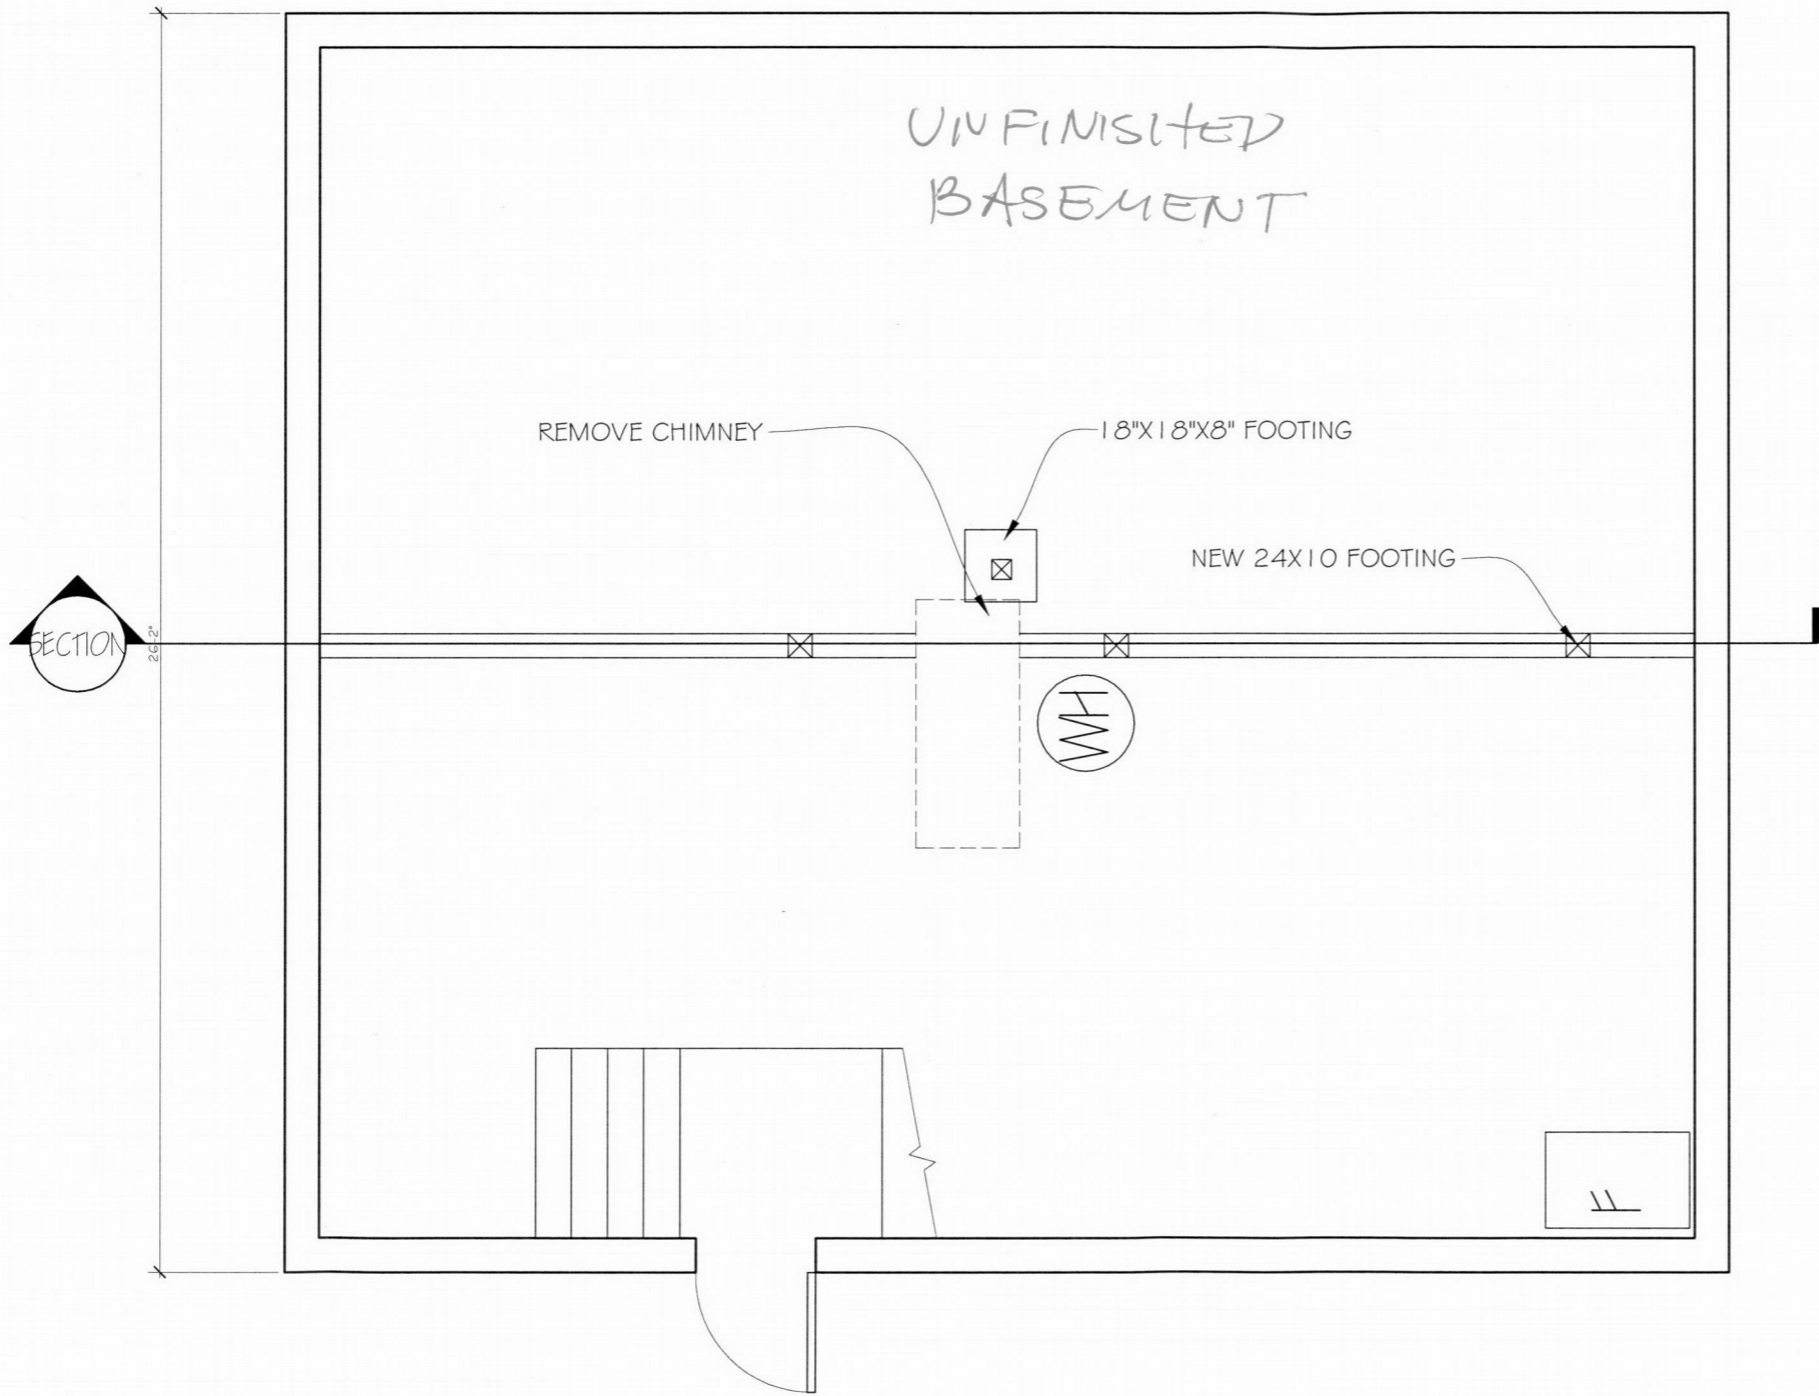 UNFINISHED
BASEMENT
REMOVE CHIMNEY
18"X18"X8" FOOTING
NEW 24X10 FOOTING
SECTION
26'-2"
WH
F